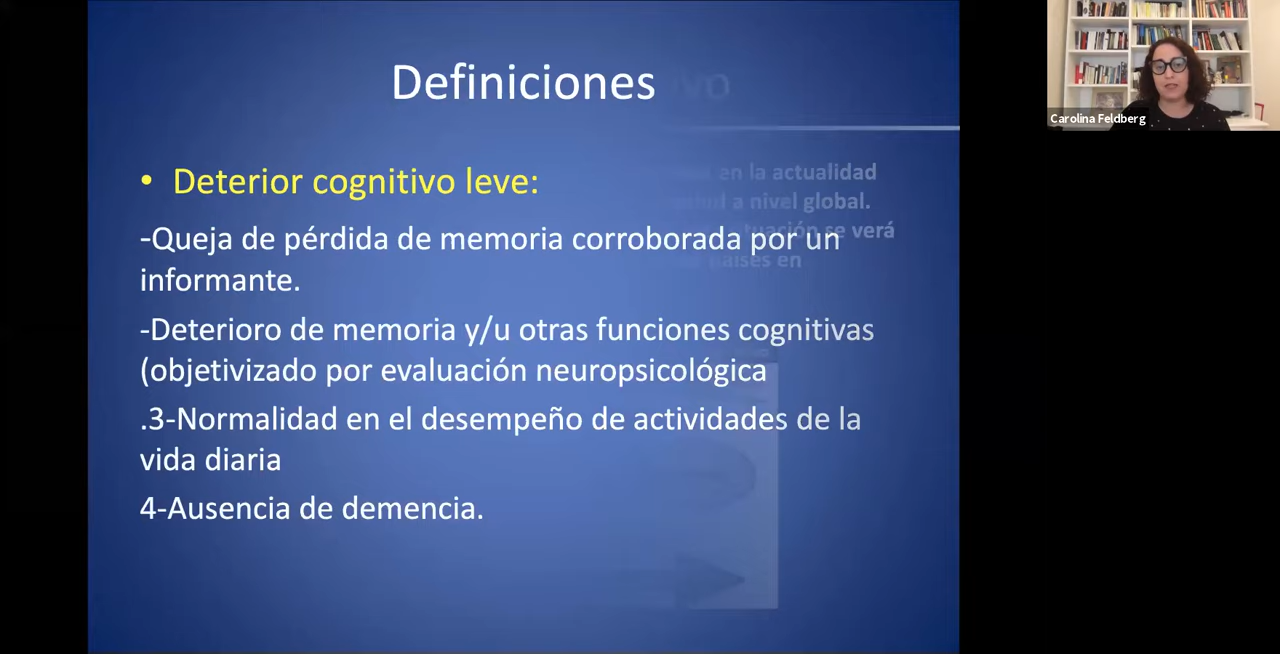 Definiciones
• Deterior cognitivo leve:
-Queja de pérdida de memoria corroborada por un
informante.
-Deterioro de memoria y/u otras funciones cognitivas
(objetivizado por evaluación neuropsicológica
.3-Normalidad en el desempeño de actividades de la
vida diaria
4-Ausencia de demencia.
en la actualidad
a nivel global.
se verá
en
Carolina Feldberg